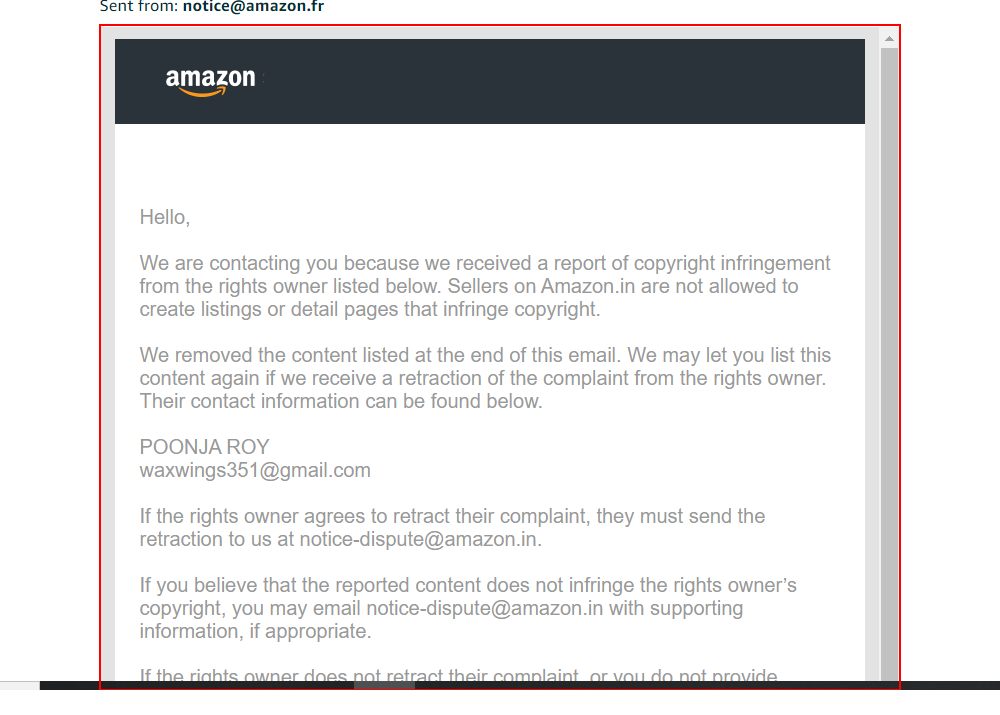 Sent from: notice@amazon.fr
amazon
Hello,
We are contacting you because we received a report of copyright infringement
from the rights owner listed below. Sellers on Amazon.in are not allowed to
create listings or detail pages that infringe copyright.
We removed the content listed at the end of this email. We may let you list this
content again if we receive a retraction of the complaint from the rights owner.
Their contact information can be found below.
POONJA ROY
waxwings351@gmail.com
If the rights owner agrees to retract their complaint, they must send the
retraction to us at notice-dispute@amazon.in.
If you believe that the reported content does not infringe the rights owner’s
copyright, you may email notice-dispute@amazon.in with supporting
information, if appropriate.
If the rights owner does not retract their complaint, or you do not provide